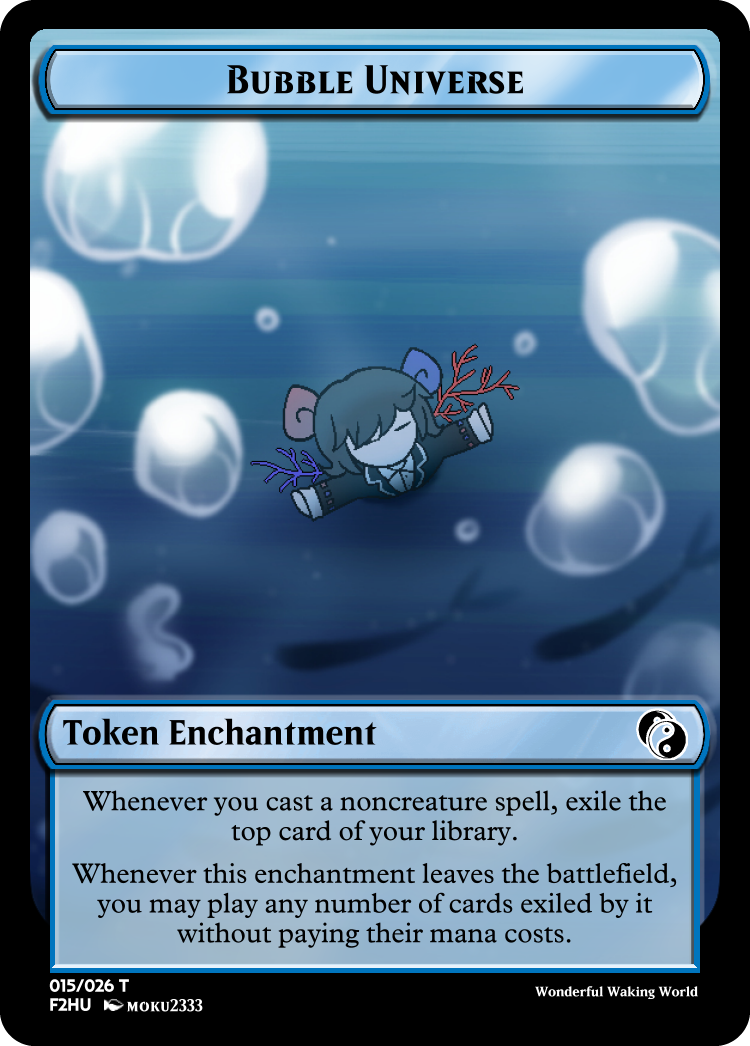 Bubble Universe
Token Enchantment
Whenever you cast a noncreature spell, exile the
top card of your library.
Whenever this enchantment leaves the battlefield,
you may play any number of cards exiled by it
without paying their mana costs.
015/026 T
F2HU MOKU2333
Wonderful Waking World